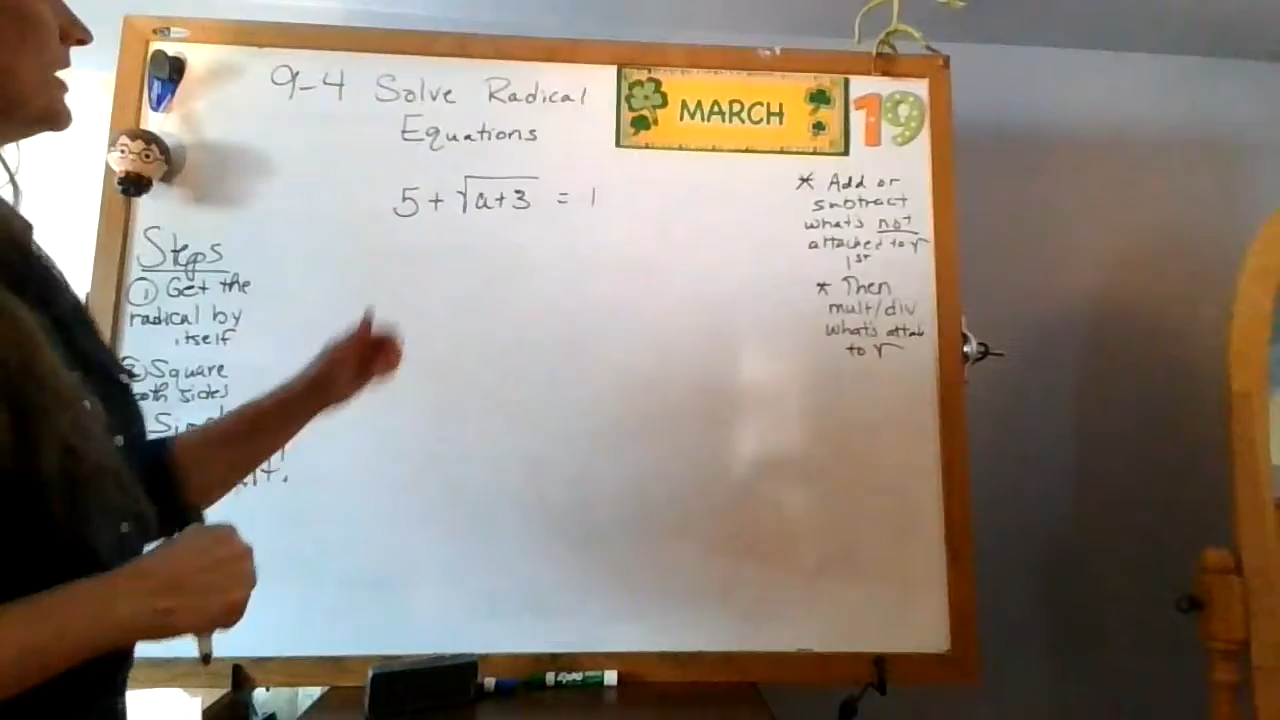 9-4 Solve Radical
Equations
MARCH 19
5 + √(a+3) = 1
Steps
① Get the
radical by
itself
② Square
both sides
* Add or
subtract
what's not
attached to √
1st
* Then
mult/div
what's
to √
EXPO